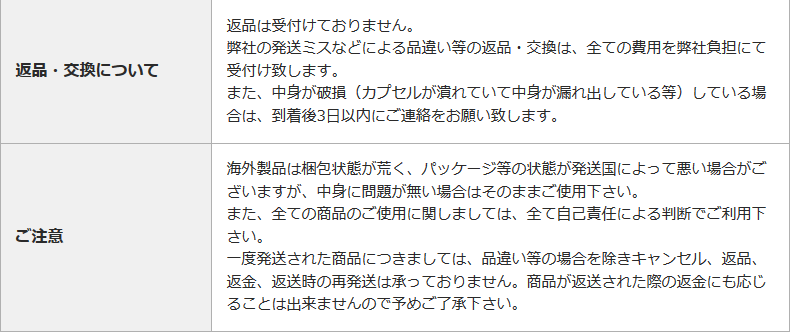 返品・交換について
返品は受付けておりません。
弊社の発送ミスなどによる品違い等の返品・交換は、全ての費用を弊社負担にて
受付け致します。
また、中身が破損（カプセルが潰れていて中身が漏れ出している等）している場
合は、到着後3日以内にご連絡をお願い致します。
ご注意
海外製品は梱包状態が荒く、パッケージ等の状態が発送国によって悪い場合がご
ざいますが、中身に問題が無い場合はそのままご使用下さい。
また、全ての商品のご使用に関しましては、全て自己責任による判断でご利用下
さい。
一度発送された商品につきましては、品違い等の場合を除きキャンセル、返品、
返金、返送時の再発送は承っておりません。商品が返送された際の返金にも応じ
ることは出来ませんので予めご了承下さい。